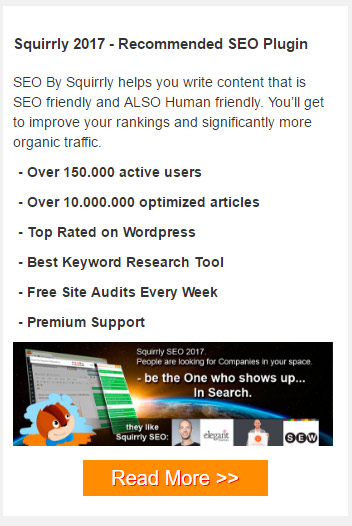 Squirrly 2017 - Recommended SEO Plugin
SEO By Squirrly helps you write content that is
SEO friendly and ALSO Human friendly. You'll get
to improve your rankings and significantly more
organic traffic.
- Over 150.000 active users
- Over 10.000.000 optimized articles
- Top Rated on Wordpress
- Best Keyword Research Tool
- Free Site Audits Every Week
- Premium Support
Squirrly SEO 2017.
People are looking for Companies in your space.
- be the One who shows up...
In Search.
they like
Squirrly SEO:
elegant
SEW
Read More >>